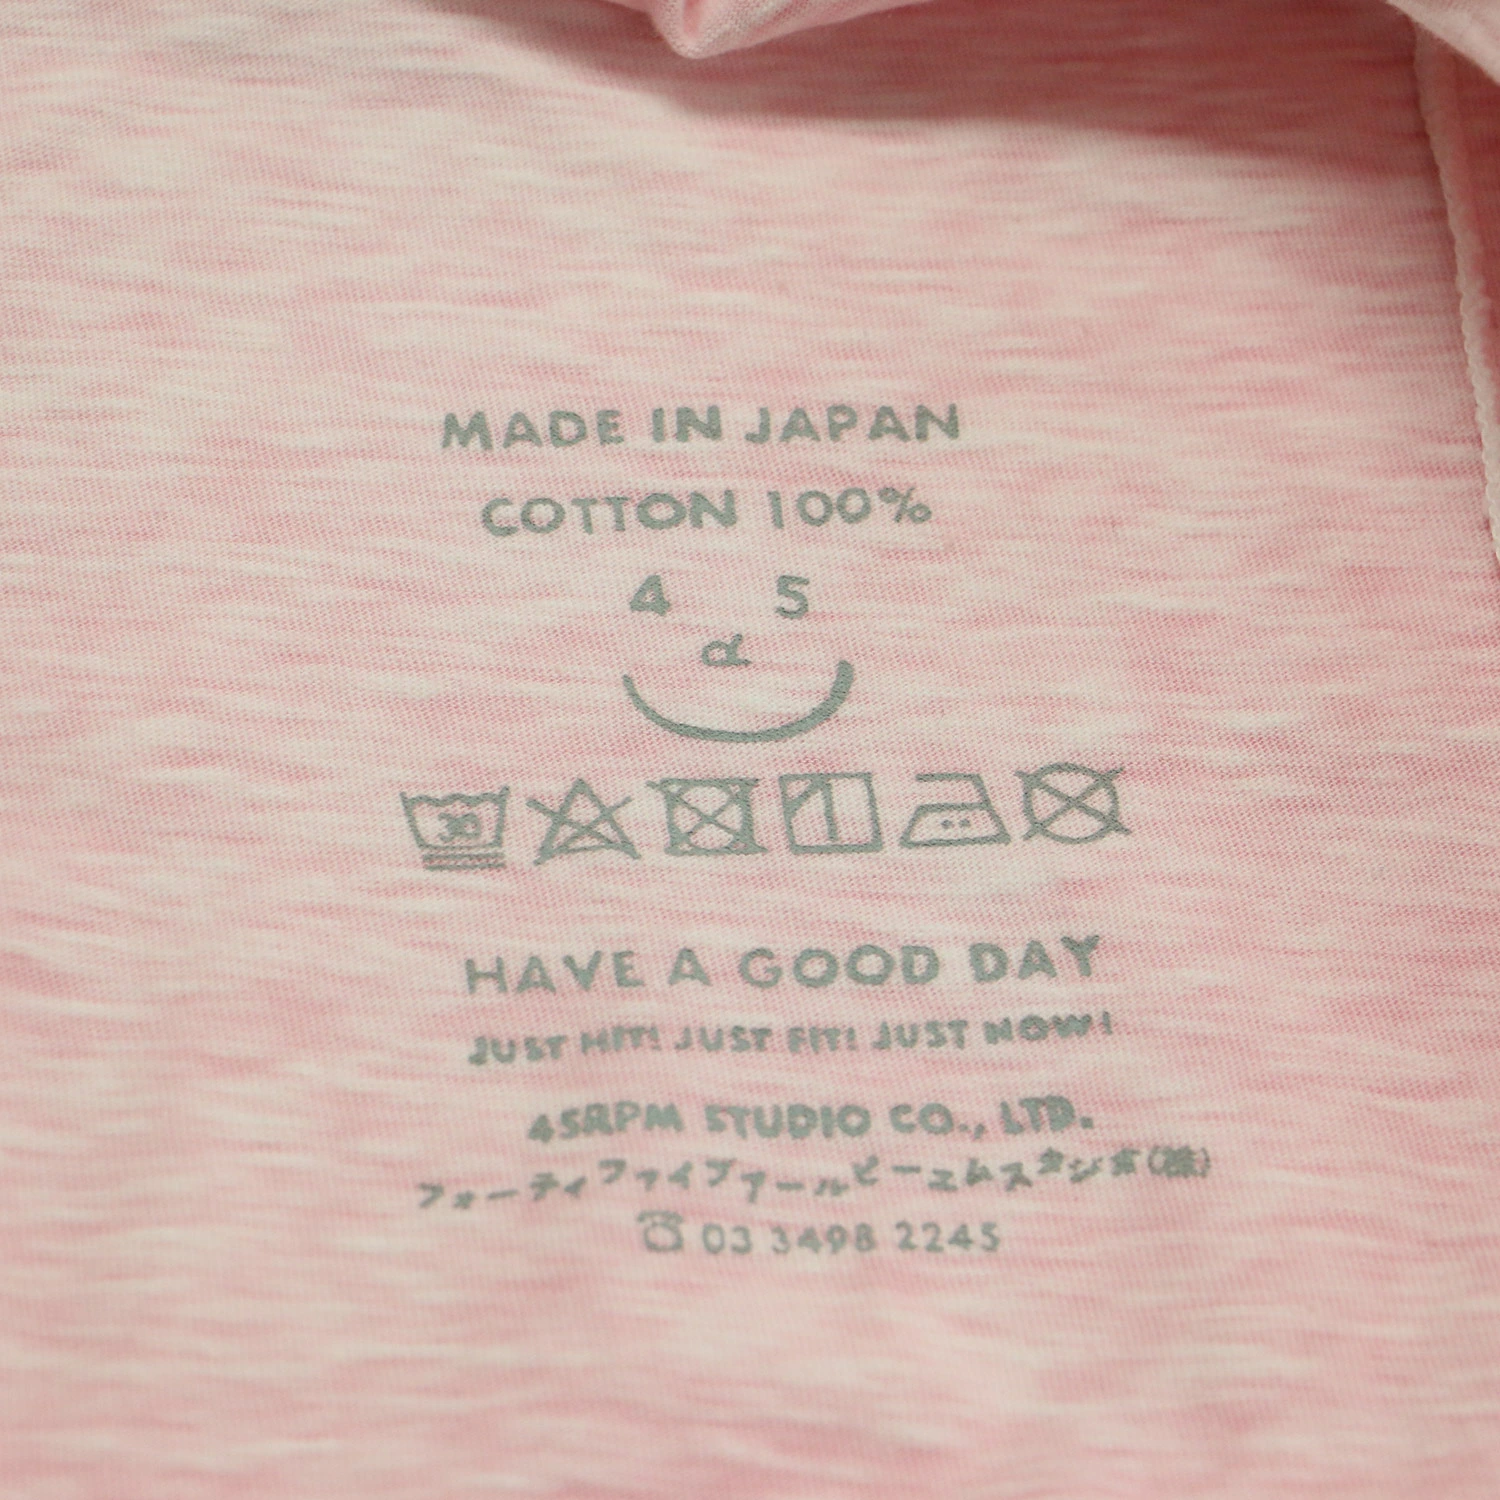 MADE IN JAPAN
COTTON 100%
4 5
R
30
HAVE A GOOD DAY
JUST HIT! JUST FIT! JUST NOW!
45RPM STUDIO CO., LTD.
フォーティファイブアールピーエムスタジオ(株)
☎ 03 3498 2245